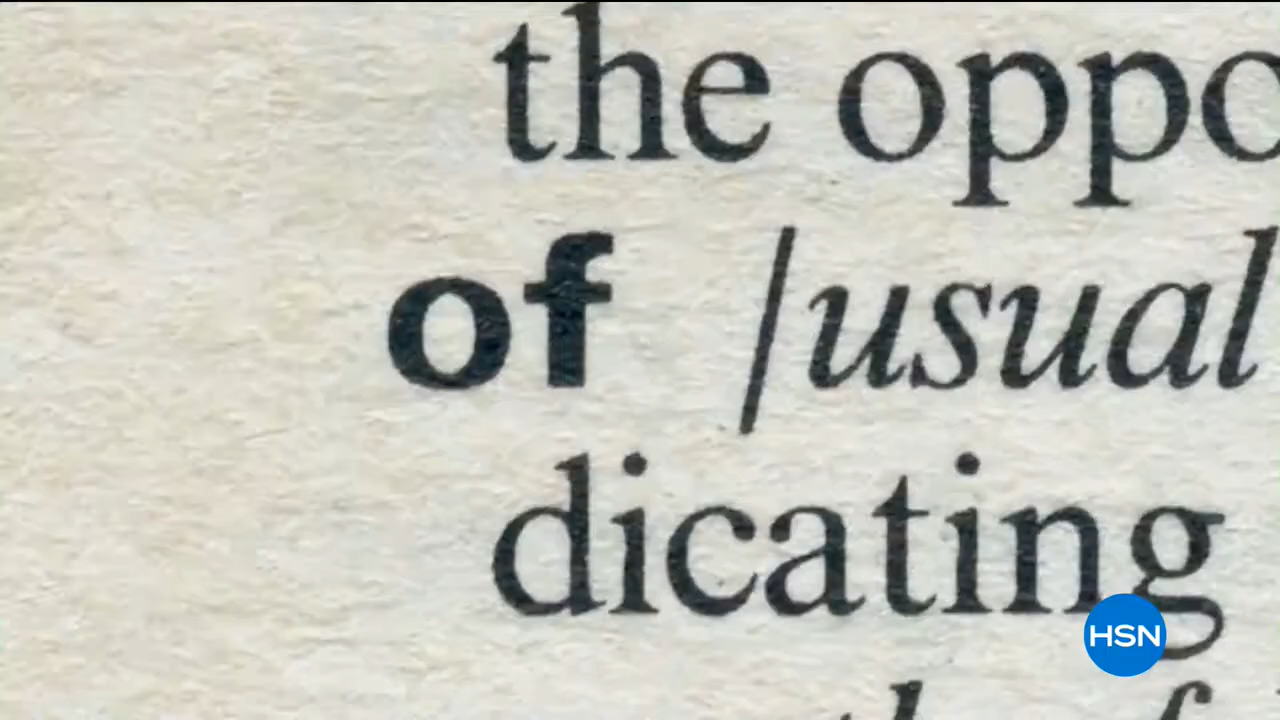 the oppo
of /usual
dicating
HSN